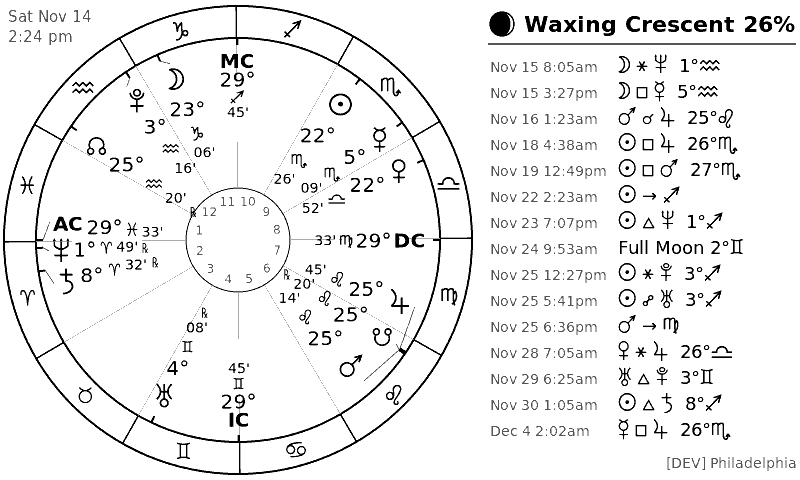 Sat Nov 14
2:24 pm
Waxing Crescent 26%
♑ ♐
♒ ♏
♓ ♎
♈ ♍
♉ ♌
♊ ♋
MC
29°
♐
45'
☽ 23° ♑ 06'
♇ 3° ♒ 16'
☊ 25° ♒ 20' ℞
☉ 22° ♏ 26'
☿ 5° ♏ 09'
♀ 22° ♎ 52'
AC 29° ♓ 33'
♆ 1° ♈ 49' ℞
♄ 8° ♈ 32' ℞
33' ♍ 29° DC
♃ 25° ♌ 45'
☋ 25° ♌ 20' ℞
♂ 25° ♌ 14'
♅ 4° ♊ 08' ℞
45'
♊
29°
IC
11 10
12 9
1 8
2 7
3 6
4 5
Nov 15 8:05am ☽ ⚹ ♆ 1°♒
Nov 15 3:27pm ☽ □ ☿ 5°♒
Nov 16 1:23am ♂ ☌ ♃ 25°♌
Nov 18 4:38am ☉ □ ♃ 26°♏
Nov 19 12:49pm ☉ □ ♂ 27°♏
Nov 22 2:23am ☉ → ♐
Nov 23 7:07pm ☉ △ ♆ 1°♐
Nov 24 9:53am Full Moon 2°♊
Nov 25 12:27pm ☉ ⚹ ♇ 3°♐
Nov 25 5:41pm ☉ ☍ ♅ 3°♐
Nov 25 6:36pm ♂ → ♍
Nov 28 7:05am ♀ ⚹ ♃ 26°♎
Nov 29 6:25am ♅ △ ♇ 3°♊
Nov 30 1:05am ☉ △ ♄ 8°♐
Dec 4 2:02am ☿ □ ♃ 26°♏
[DEV] Philadelphia